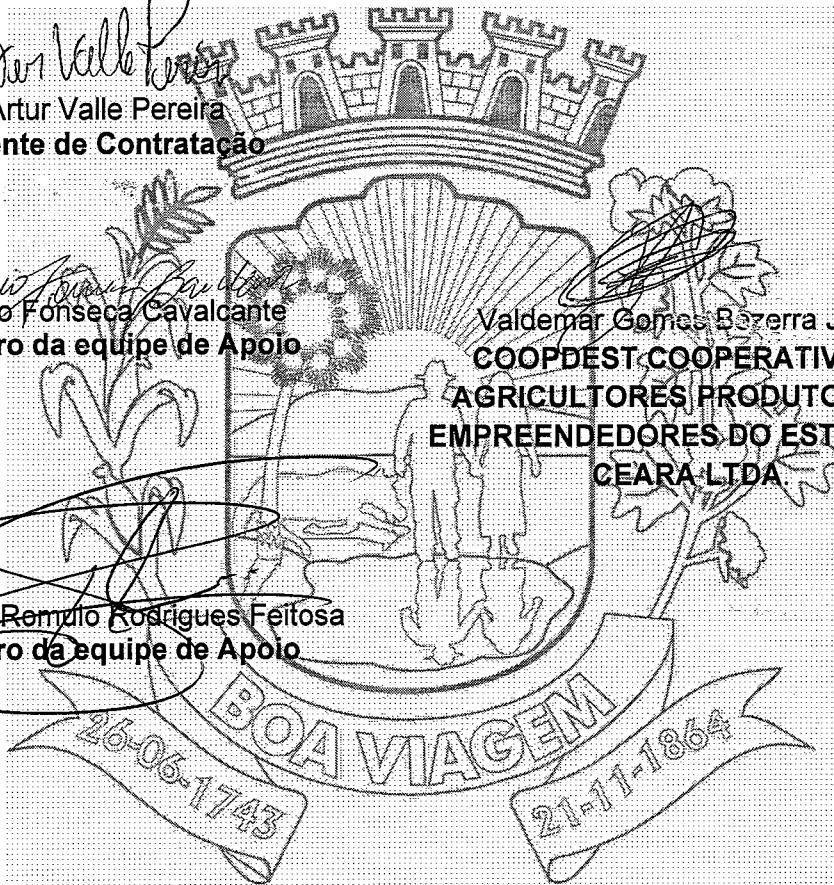 Artur Valle Pereira
ente de Contratação
o Fonseca Cavalcante
ro da equipe de Apoio
Valdemar Gomes Bezerra J
COOPDEST COOPERATIV
AGRICULTORES PRODUTO
EMPREENDEDORES DO EST
CEARA LTDA.
Romulo Rodrigues Feitosa
ro da equipe de Apoio
BOA VIAGEM
26-06-1743
21-11-1864